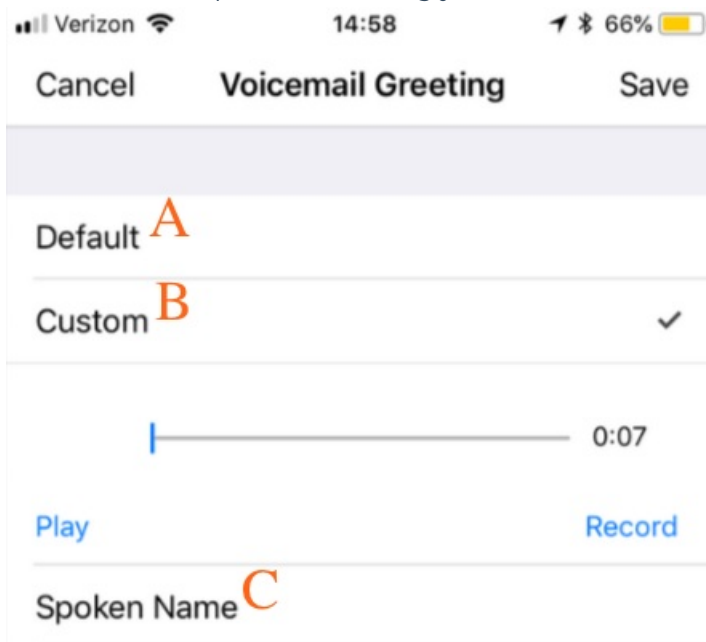 Verizon 14:58 66%
Cancel Voicemail Greeting Save
Default A
Custom B
0:07
Play Record
Spoken Name C